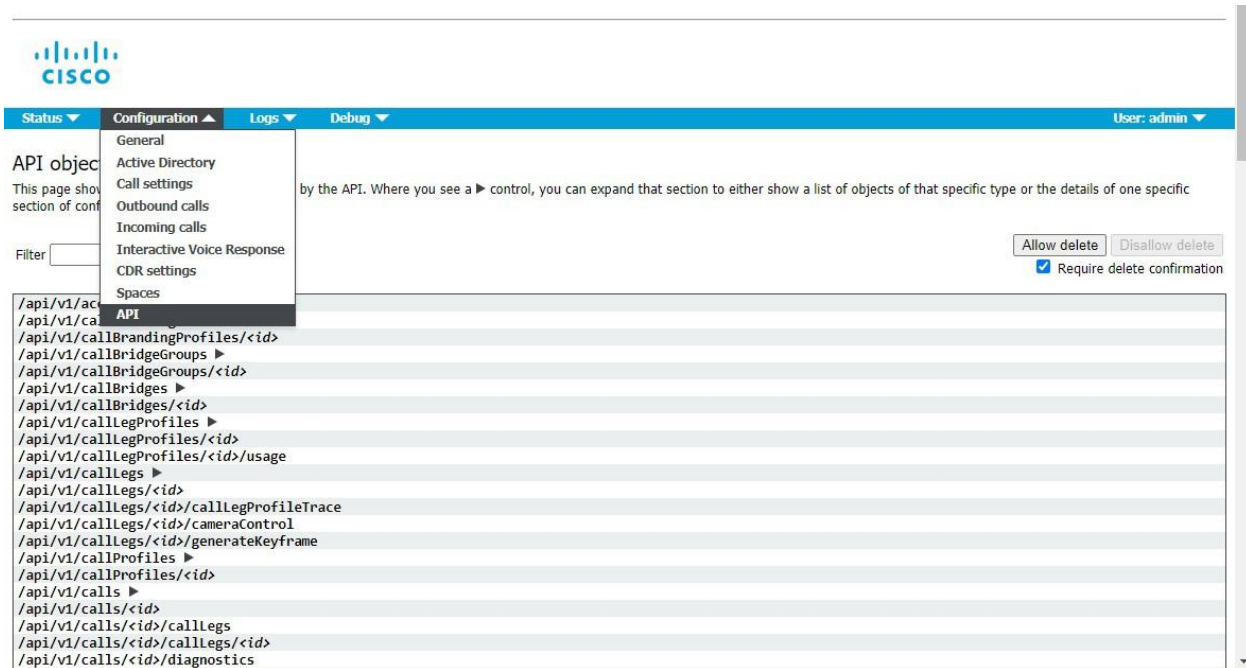 CISCO
Status Configuration Logs Debug User: admin
General
API objec Active Directory
This page show Call settings by the API. Where you see a ▶ control, you can expand that section to either show a list of objects of that specific type or the details of one specific
section of conf Outbound calls
Incoming calls
Filter Interactive Voice Response Allow delete Disallow delete
CDR settings Require delete confirmation
Spaces
/api/v1/ac
API
/api/v1/cal
/api/v1/callBrandingProfiles/<id>
/api/v1/callBridgeGroups ▶
/api/v1/callBridgeGroups/<id>
/api/v1/callBridges ▶
/api/v1/callBridges/<id>
/api/v1/callLegProfiles ▶
/api/v1/callLegProfiles/<id>
/api/v1/callLegProfiles/<id>/usage
/api/v1/callLegs ▶
/api/v1/callLegs/<id>
/api/v1/callLegs/<id>/callLegProfileTrace
/api/v1/callLegs/<id>/cameraControl
/api/v1/callLegs/<id>/generateKeyframe
/api/v1/callProfiles ▶
/api/v1/callProfiles/<id>
/api/v1/calls ▶
/api/v1/calls/<id>
/api/v1/calls/<id>/callLegs
/api/v1/calls/<id>/callLegs/<id>
/api/v1/calls/<id>/diagnostics